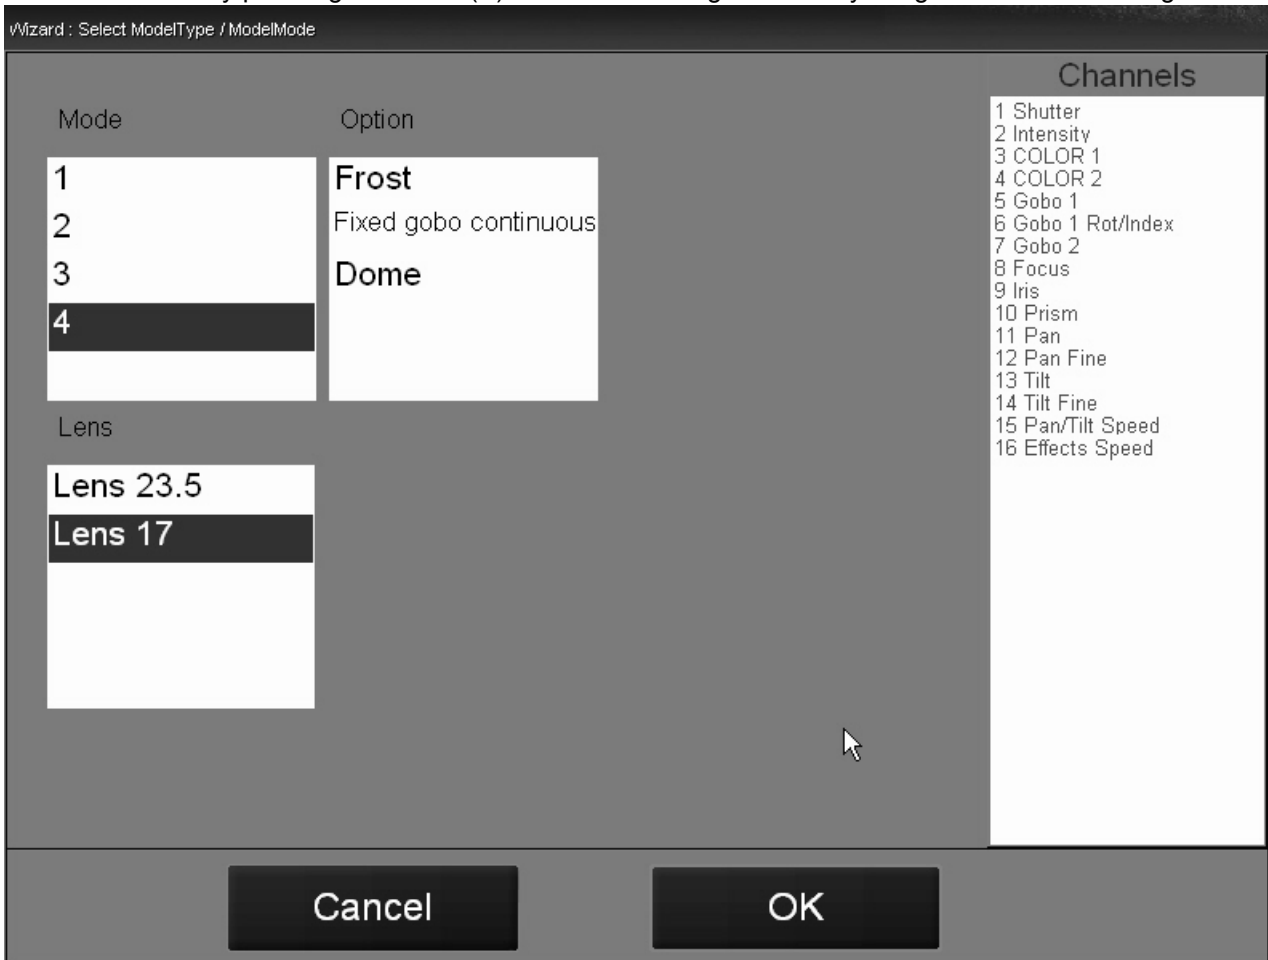 Wizard : Select ModelType / ModelMode
Mode
1
2
3
4
Option
Frost
Fixed gobo continuous
Dome
Lens
Lens 23.5
Lens 17
Channels
1 Shutter
2 Intensity
3 COLOR 1
4 COLOR 2
5 Gobo 1
6 Gobo 1 Rot/Index
7 Gobo 2
8 Focus
9 Iris
10 Prism
11 Pan
12 Pan Fine
13 Tilt
14 Tilt Fine
15 Pan/Tilt Speed
16 Effects Speed
Cancel
OK